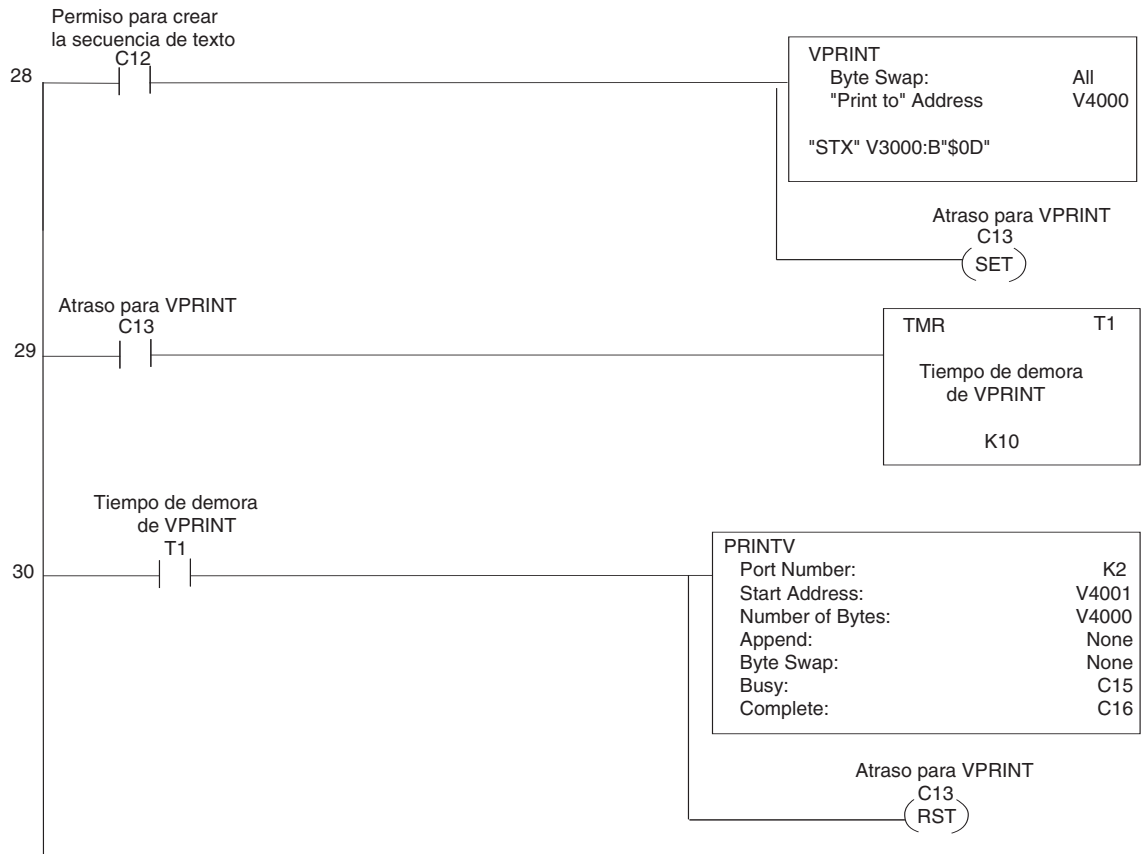 Permiso para crear
la secuencia de texto
C12
28
VPRINT
Byte Swap: All
"Print to" Address V4000
"STX" V3000:B"$0D"
Atraso para VPRINT
C13
SET
Atraso para VPRINT
C13
29
TMR T1
Tiempo de demora
de VPRINT
K10
Tiempo de demora
de VPRINT
T1
30
PRINTV
Port Number: K2
Start Address: V4001
Number of Bytes: V4000
Append: None
Byte Swap: None
Busy: C15
Complete: C16
Atraso para VPRINT
C13
RST